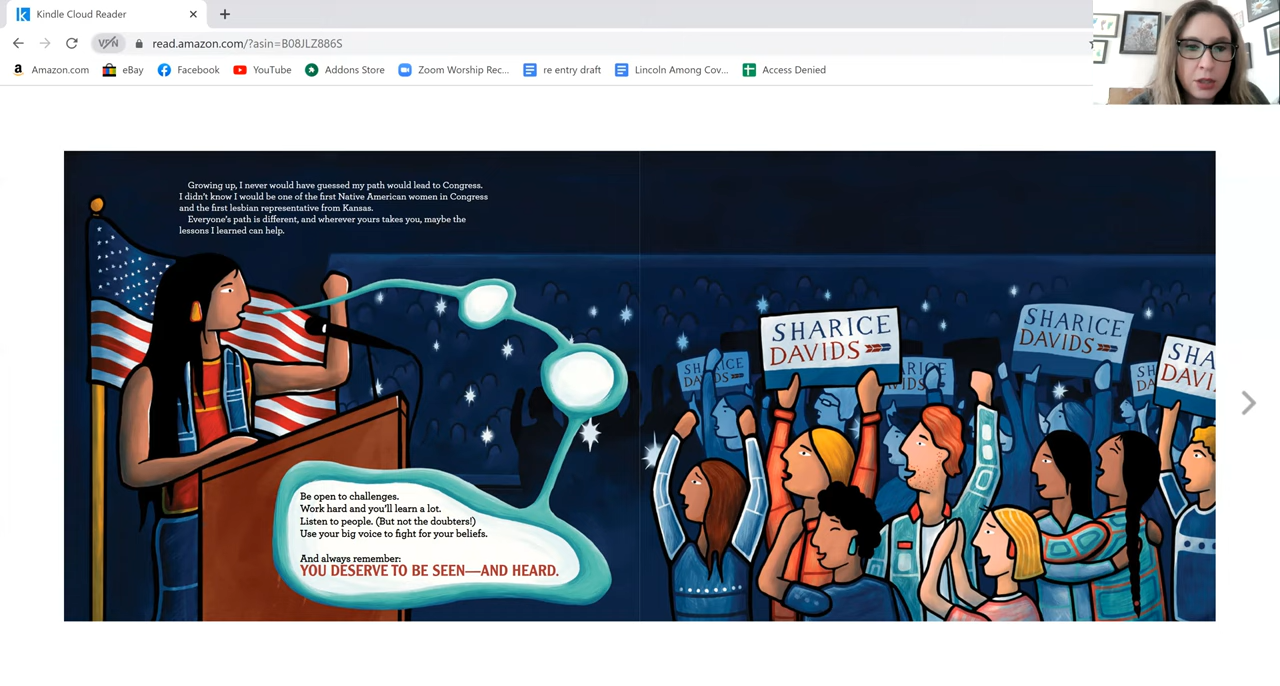 Kindle Cloud Reader
VPN
read.amazon.com/?asin=B08JLZ886S
Amazon.com
eBay
Facebook
YouTube
Addons Store
Zoom Worship Rec...
re entry draft
Lincoln Among Cov...
Access Denied
Growing up, I never would have guessed my path would lead to Congress.
I didn't know I would be one of the first Native American women in Congress
and the first lesbian representative from Kansas.
Everyone's path is different, and wherever yours takes you, maybe the
lessons I learned can help.
Be open to challenges.
Work hard and you'll learn a lot.
Listen to people. (But not the doubters!)
Use your big voice to fight for your beliefs.
And always remember:
YOU DESERVE TO BE SEEN—AND HEARD.
SHARICE
DAVIDS
SHARICE
DAVIDS
SHARICE
SHA
DAVI